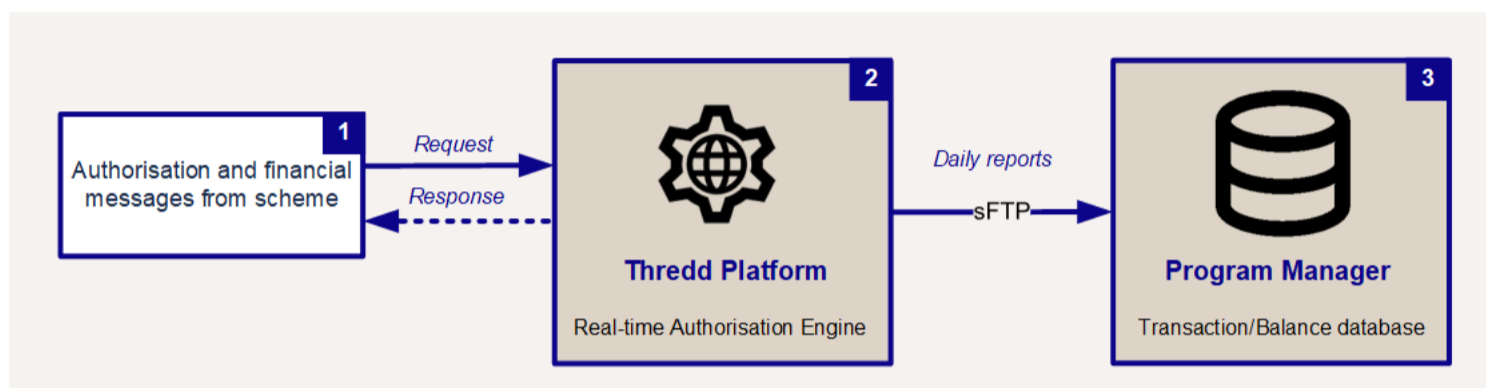 1
Authorisation and financial
messages from scheme
Request
Response
2
Thredd Platform
Real-time Authorisation Engine
Daily reports
sFTP
3
Program Manager
Transaction/Balance database